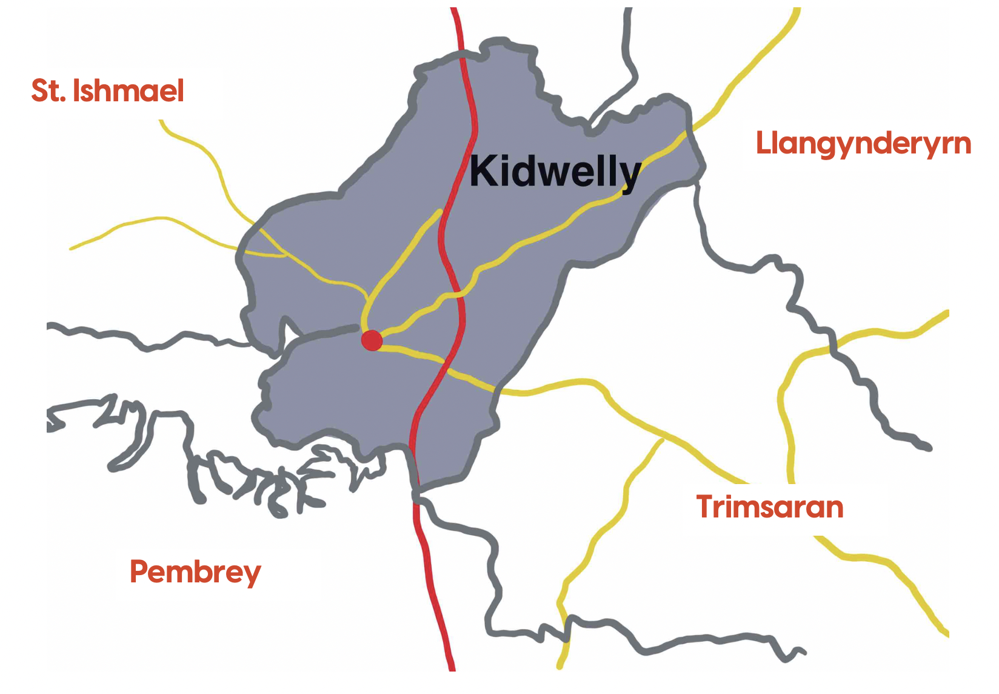 St. Ishmael
Llangynderyrn
Kidwelly
Trimsaran
Pembrey